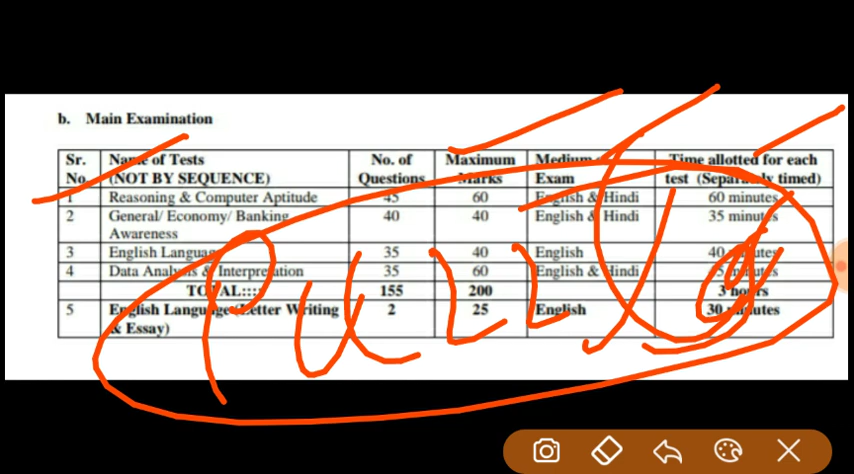 b. Main Examination
Sr. No. Name of Tests (NOT BY SEQUENCE) No. of Questions Maximum Marks Medium Exam Time allotted for each test (Separately timed)
1 Reasoning & Computer Aptitude 45 60 English & Hindi 60 minutes
2 General/ Economy/ Banking Awareness 40 40 English & Hindi 35 minutes
3 English Language 35 40 English 40 minutes
4 Data Analysis & Interpretation 35 60 English & Hindi 45 minutes
TOTAL:::: 155 200 3 hours
5 English Language (Letter Writing & Essay) 2 25 English 30 minutes